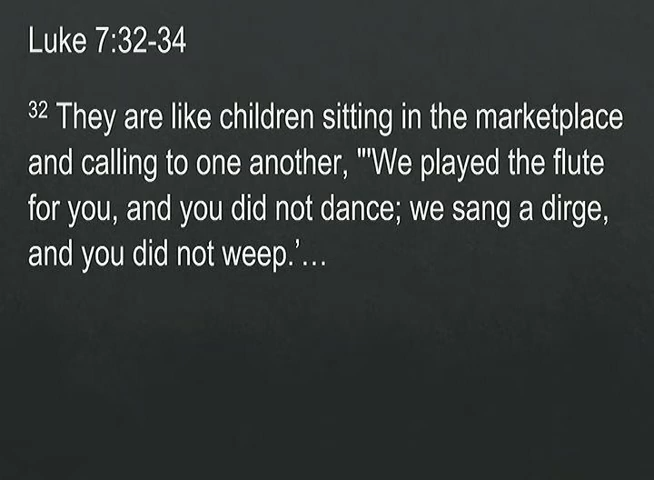 Luke 7:32-34
32 They are like children sitting in the marketplace
and calling to one another, "'We played the flute
for you, and you did not dance; we sang a dirge,
and you did not weep.’…